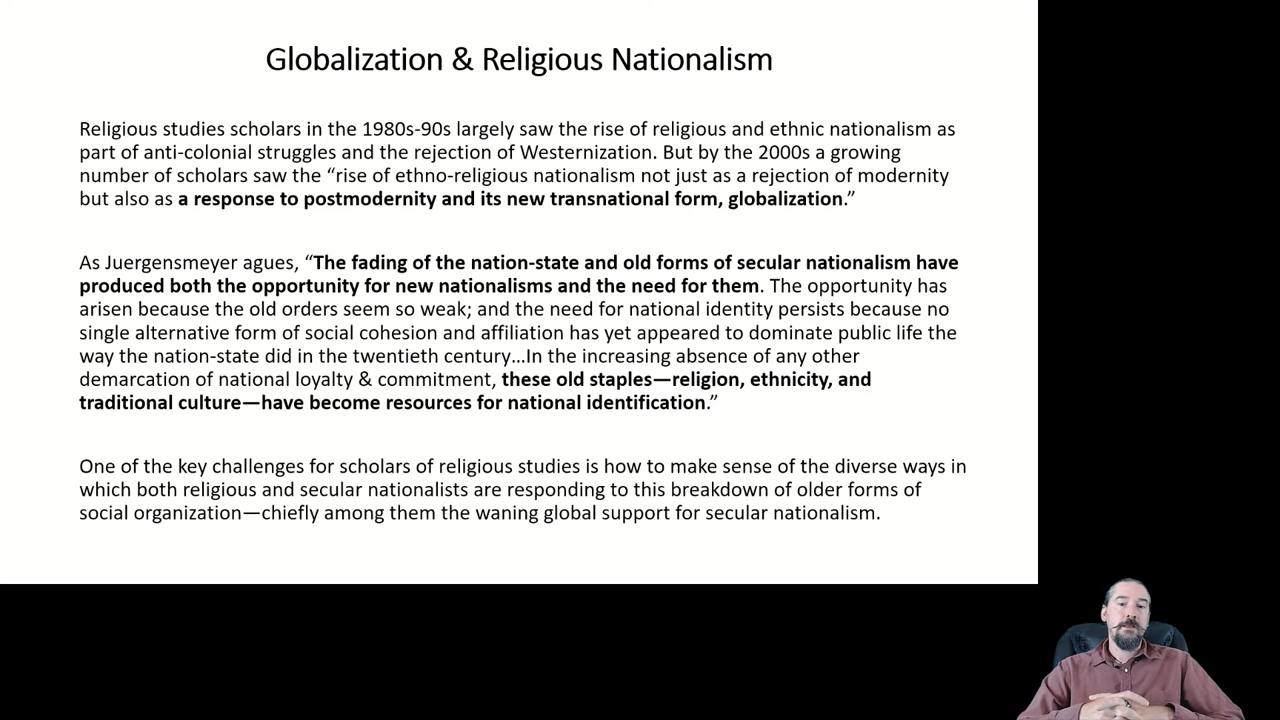 Globalization & Religious Nationalism
Religious studies scholars in the 1980s-90s largely saw the rise of religious and ethnic nationalism as
part of anti-colonial struggles and the rejection of Westernization. But by the 2000s a growing
number of scholars saw the “rise of ethno-religious nationalism not just as a rejection of modernity
but also as a response to postmodernity and its new transnational form, globalization.”
As Juergensmeyer agues, “The fading of the nation-state and old forms of secular nationalism have
produced both the opportunity for new nationalisms and the need for them. The opportunity has
arisen because the old orders seem so weak; and the need for national identity persists because no
single alternative form of social cohesion and affiliation has yet appeared to dominate public life the
way the nation-state did in the twentieth century…In the increasing absence of any other
demarcation of national loyalty & commitment, these old staples—religion, ethnicity, and
traditional culture—have become resources for national identification.”
One of the key challenges for scholars of religious studies is how to make sense of the diverse ways in
which both religious and secular nationalists are responding to this breakdown of older forms of
social organization—chiefly among them the waning global support for secular nationalism.